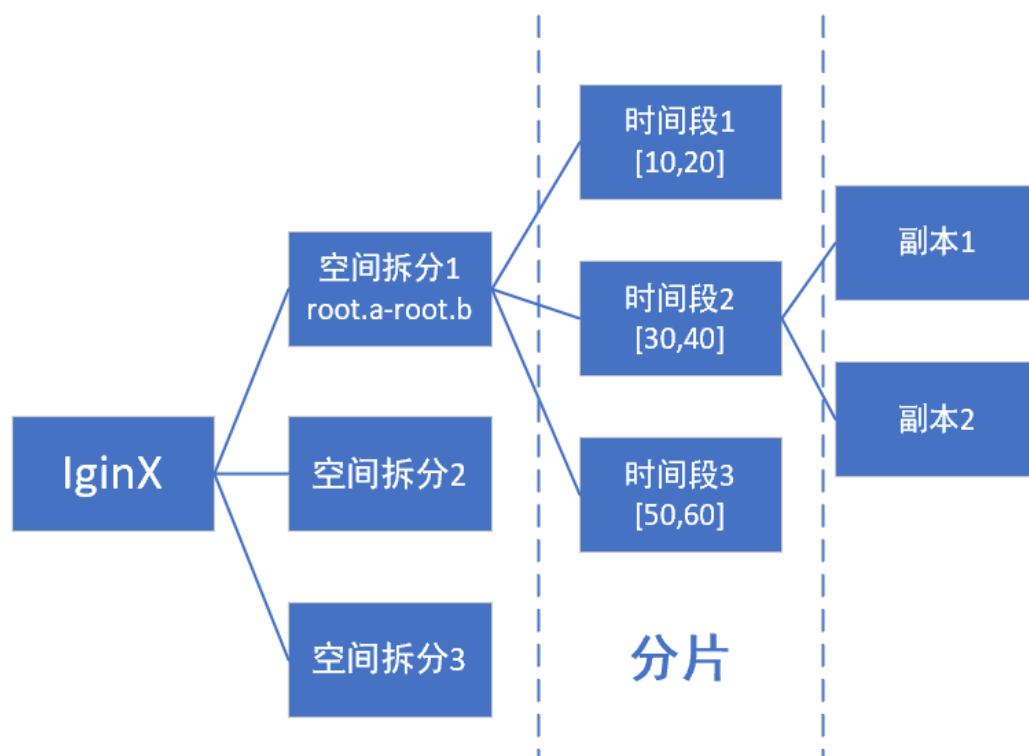 IginX
空间拆分1
root.a-root.b
空间拆分2
空间拆分3
时间段1
[10,20]
时间段2
[30,40]
时间段3
[50,60]
分片
副本1
副本2